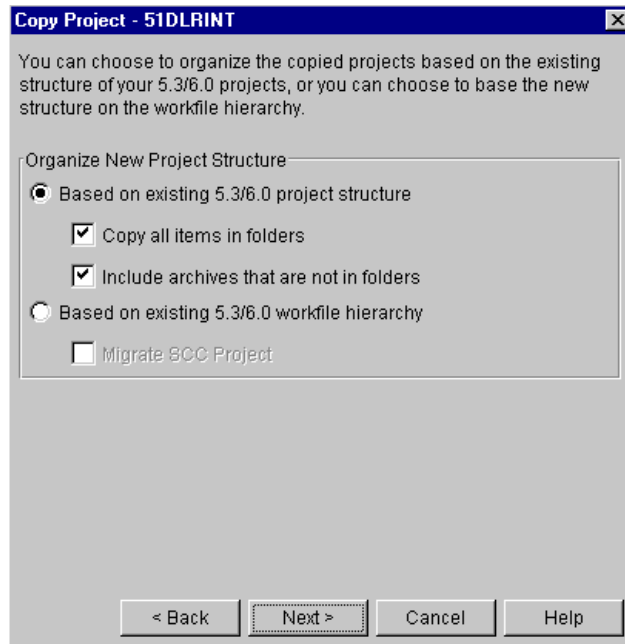 Copy Project - 51DLRINT
You can choose to organize the copied projects based on the existing
structure of your 5.3/6.0 projects, or you can choose to base the new
structure on the workfile hierarchy.
Organize New Project Structure
Based on existing 5.3/6.0 project structure
Copy all items in folders
Include archives that are not in folders
Based on existing 5.3/6.0 workfile hierarchy
Migrate SCC Project
< Back
Next >
Cancel
Help